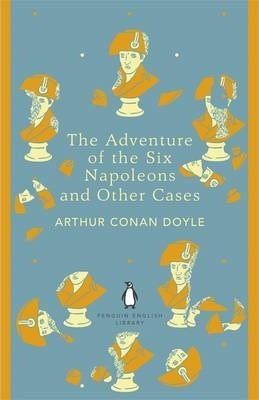 The Adventure
of the Six
Napoleons
and Other Cases
ARTHUR CONAN DOYLE
PENGUIN ENGLISH
LIBRARY